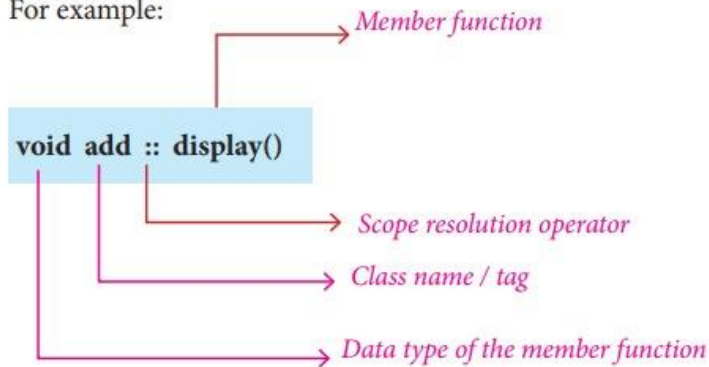 For example:
Member function
void add :: display()
Scope resolution operator
Class name / tag
Data type of the member function